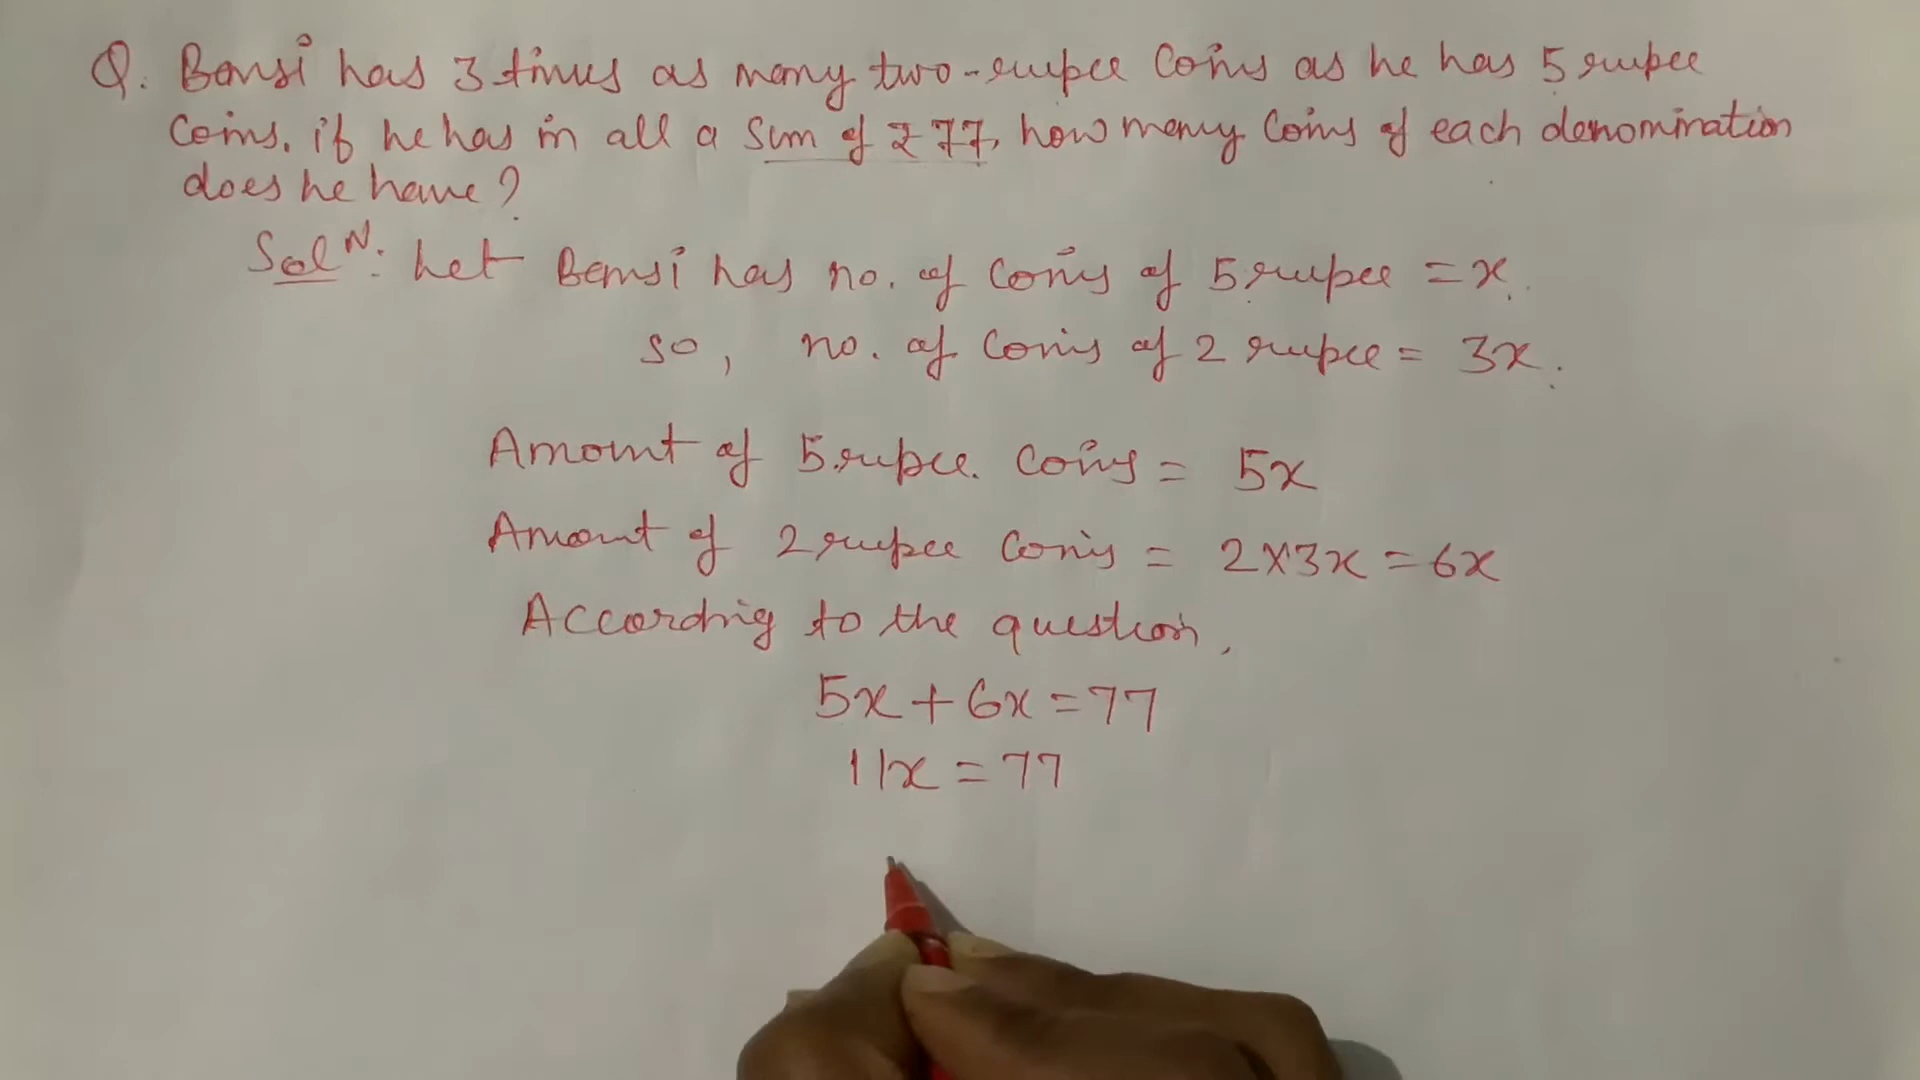 Q. Bansi has 3 times as many two-rupee coins as he has 5 rupee
coins. if he has in all a sum of ₹ 77, how many coins of each denomination
does he have?
Solᴺ: Let Bansi has no. of coins of 5 rupee = x.
so, no. of coins of 2 rupee = 3x.
Amount of 5 rupee. coins = 5x
Amount of 2 rupee coins = 2×3x = 6x
According to the question,
5x + 6x = 77
11x = 77